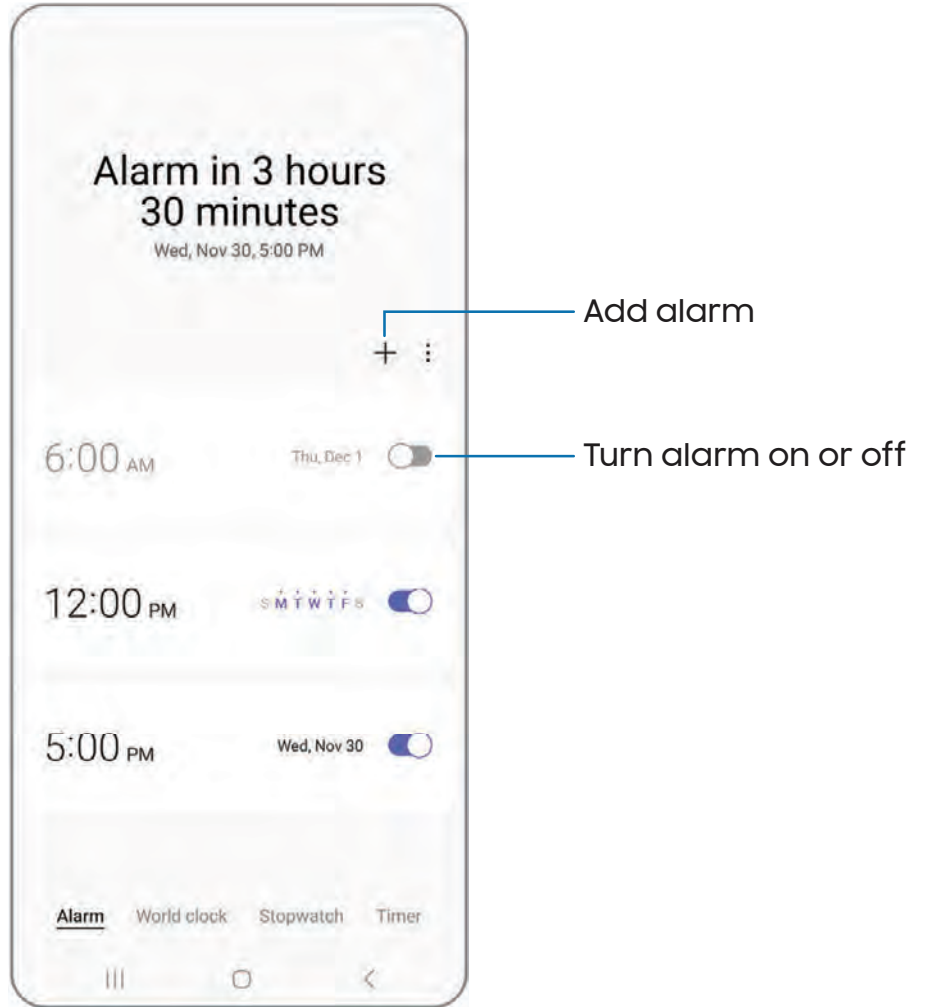 Alarm in 3 hours
30 minutes
Wed, Nov 30, 5:00 PM
Add alarm
6:00 AM
Thu, Dec 1
Turn alarm on or off
12:00 PM
S M T W T F S
5:00 PM
Wed, Nov 30
Alarm World clock Stopwatch Timer